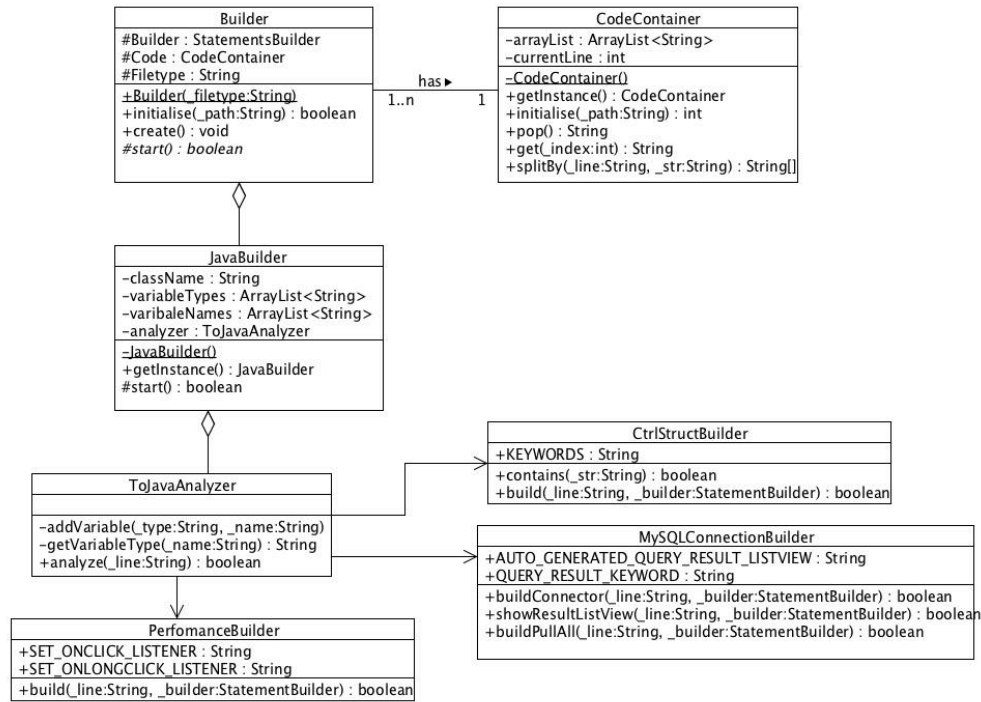 Builder
#Builder : StatementsBuilder
#Code : CodeContainer
#Filetype : String
+Builder(_filetype:String)
+initialise(_path:String) : boolean
+create() : void
#start() : boolean
has ▸
1..n
1
CodeContainer
-arrayList : ArrayList<String>
-currentLine : int
-CodeContainer()
+getInstance() : CodeContainer
+initialise(_path:String) : int
+pop() : String
+get(_index:int) : String
+splitBy(_line:String, _str:String) : String[]
JavaBuilder
-className : String
-variableTypes : ArrayList<String>
-varibaleNames : ArrayList<String>
-analyzer : ToJavaAnalyzer
-JavaBuilder()
+getInstance() : JavaBuilder
#start() : boolean
CtrlStructBuilder
+KEYWORDS : String
+contains(_str:String) : boolean
+build(_line:String, _builder:StatementBuilder) : boolean
ToJavaAnalyzer
-addVariable(_type:String, _name:String)
-getVariableType(_name:String) : String
+analyze(_line:String) : boolean
MySQLConnectionBuilder
+AUTO_GENERATED_QUERY_RESULT_LISTVIEW : String
+QUERY_RESULT_KEYWORD : String
+buildConnector(_line:String, _builder:StatementBuilder) : boolean
+showResultListView(_line:String, _builder:StatementBuilder) : boolean
+buildPullAll(_line:String, _builder:StatementBuilder) : boolean
PerfomanceBuilder
+SET_ONCLICK_LISTENER : String
+SET_ONLONGCLICK_LISTENER : String
+build(_line:String, _builder:StatementBuilder) : boolean